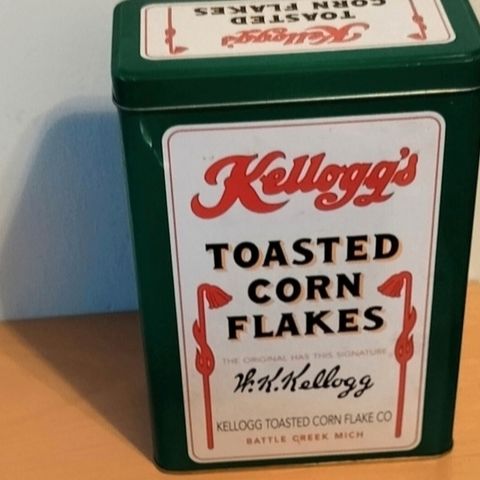 Kellogg's
TOASTED
CORN FLAKES
Kellogg's
TOASTED
CORN
FLAKES
THE ORIGINAL HAS THIS SIGNATURE
W.K.Kellogg
KELLOGG TOASTED CORN FLAKE CO
BATTLE CREEK MICH